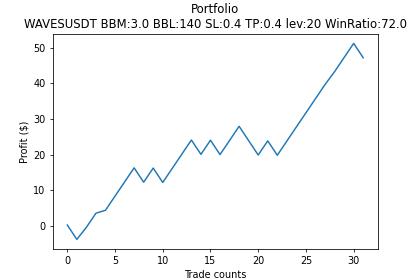 Portfolio
WAVESUSDT BBM:3.0 BBL:140 SL:0.4 TP:0.4 lev:20 WinRatio:72.0
Profit ($)
50
40
30
20
10
0
0 5 10 15 20 25 30
Trade counts